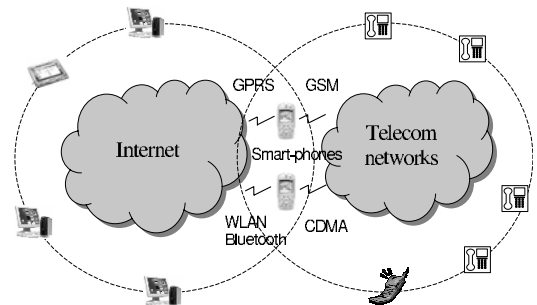 GPRS
GSM
Internet
Smart-phones
Telecom
networks
WLAN
Bluetooth
CDMA